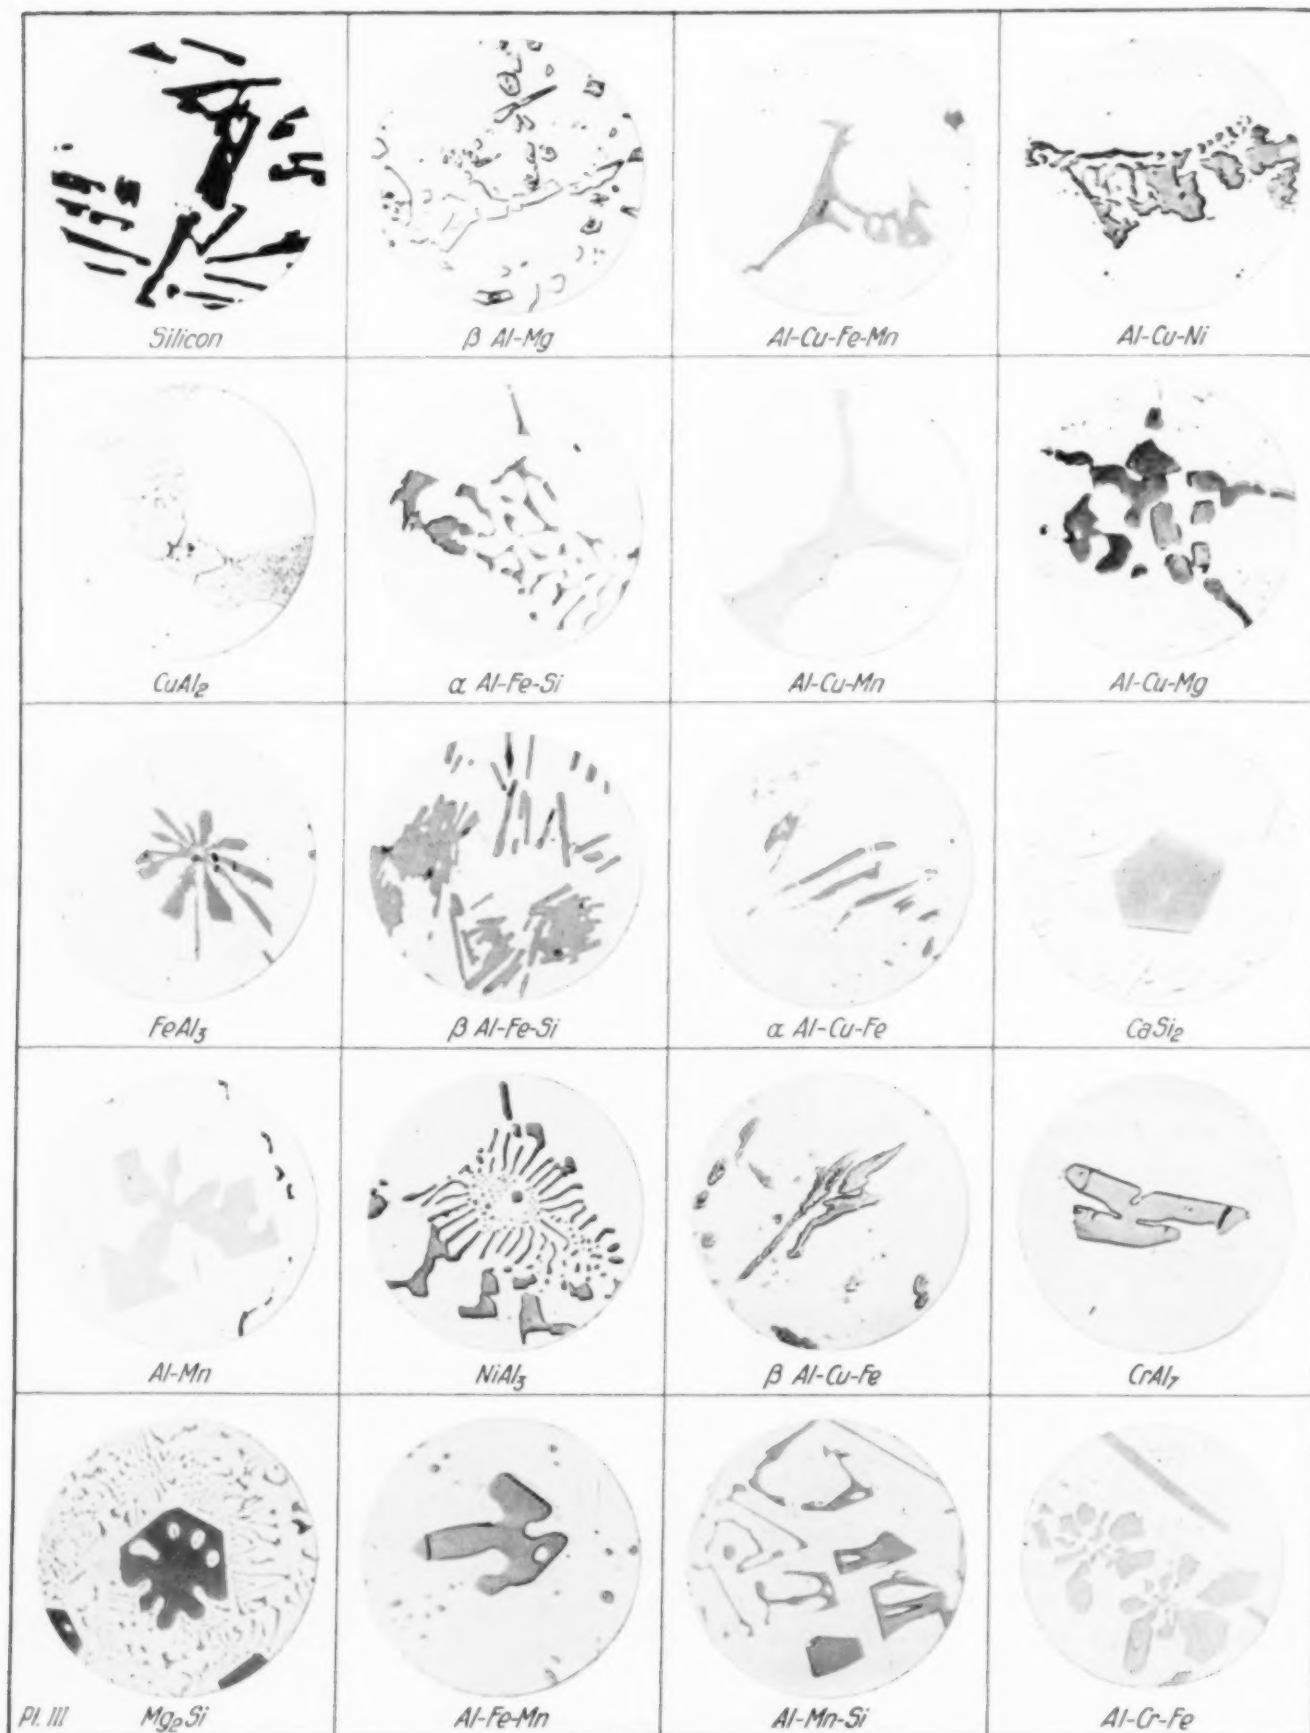 Silicon
β Al-Mg
Al-Cu-Fe-Mn
Al-Cu-Ni
CuAl₂
α Al-Fe-Si
Al-Cu-Mn
Al-Cu-Mg
FeAl₃
β Al-Fe-Si
α Al-Cu-Fe
CaSi₂
Al-Mn
NiAl₃
β Al-Cu-Fe
CrAl₇
Pl. III
Mg₂Si
Al-Fe-Mn
Al-Mn-Si
Al-Cr-Fe